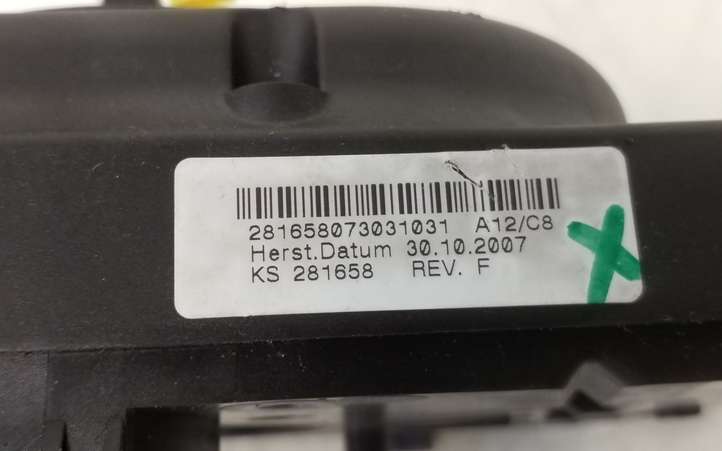 281658073031031 A12/C8
Herst.Datum 30.10.2007
KS 281658 REV. F